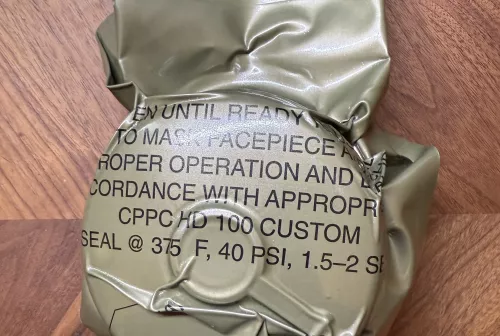 EN UNTIL READY
TO MASK FACEPIECE A
ROPER OPERATION AND
CORDANCE WITH APPROPR
CPPC HD 100 CUSTOM
SEAL @ 375 F, 40 PSI, 1.5–2 SE